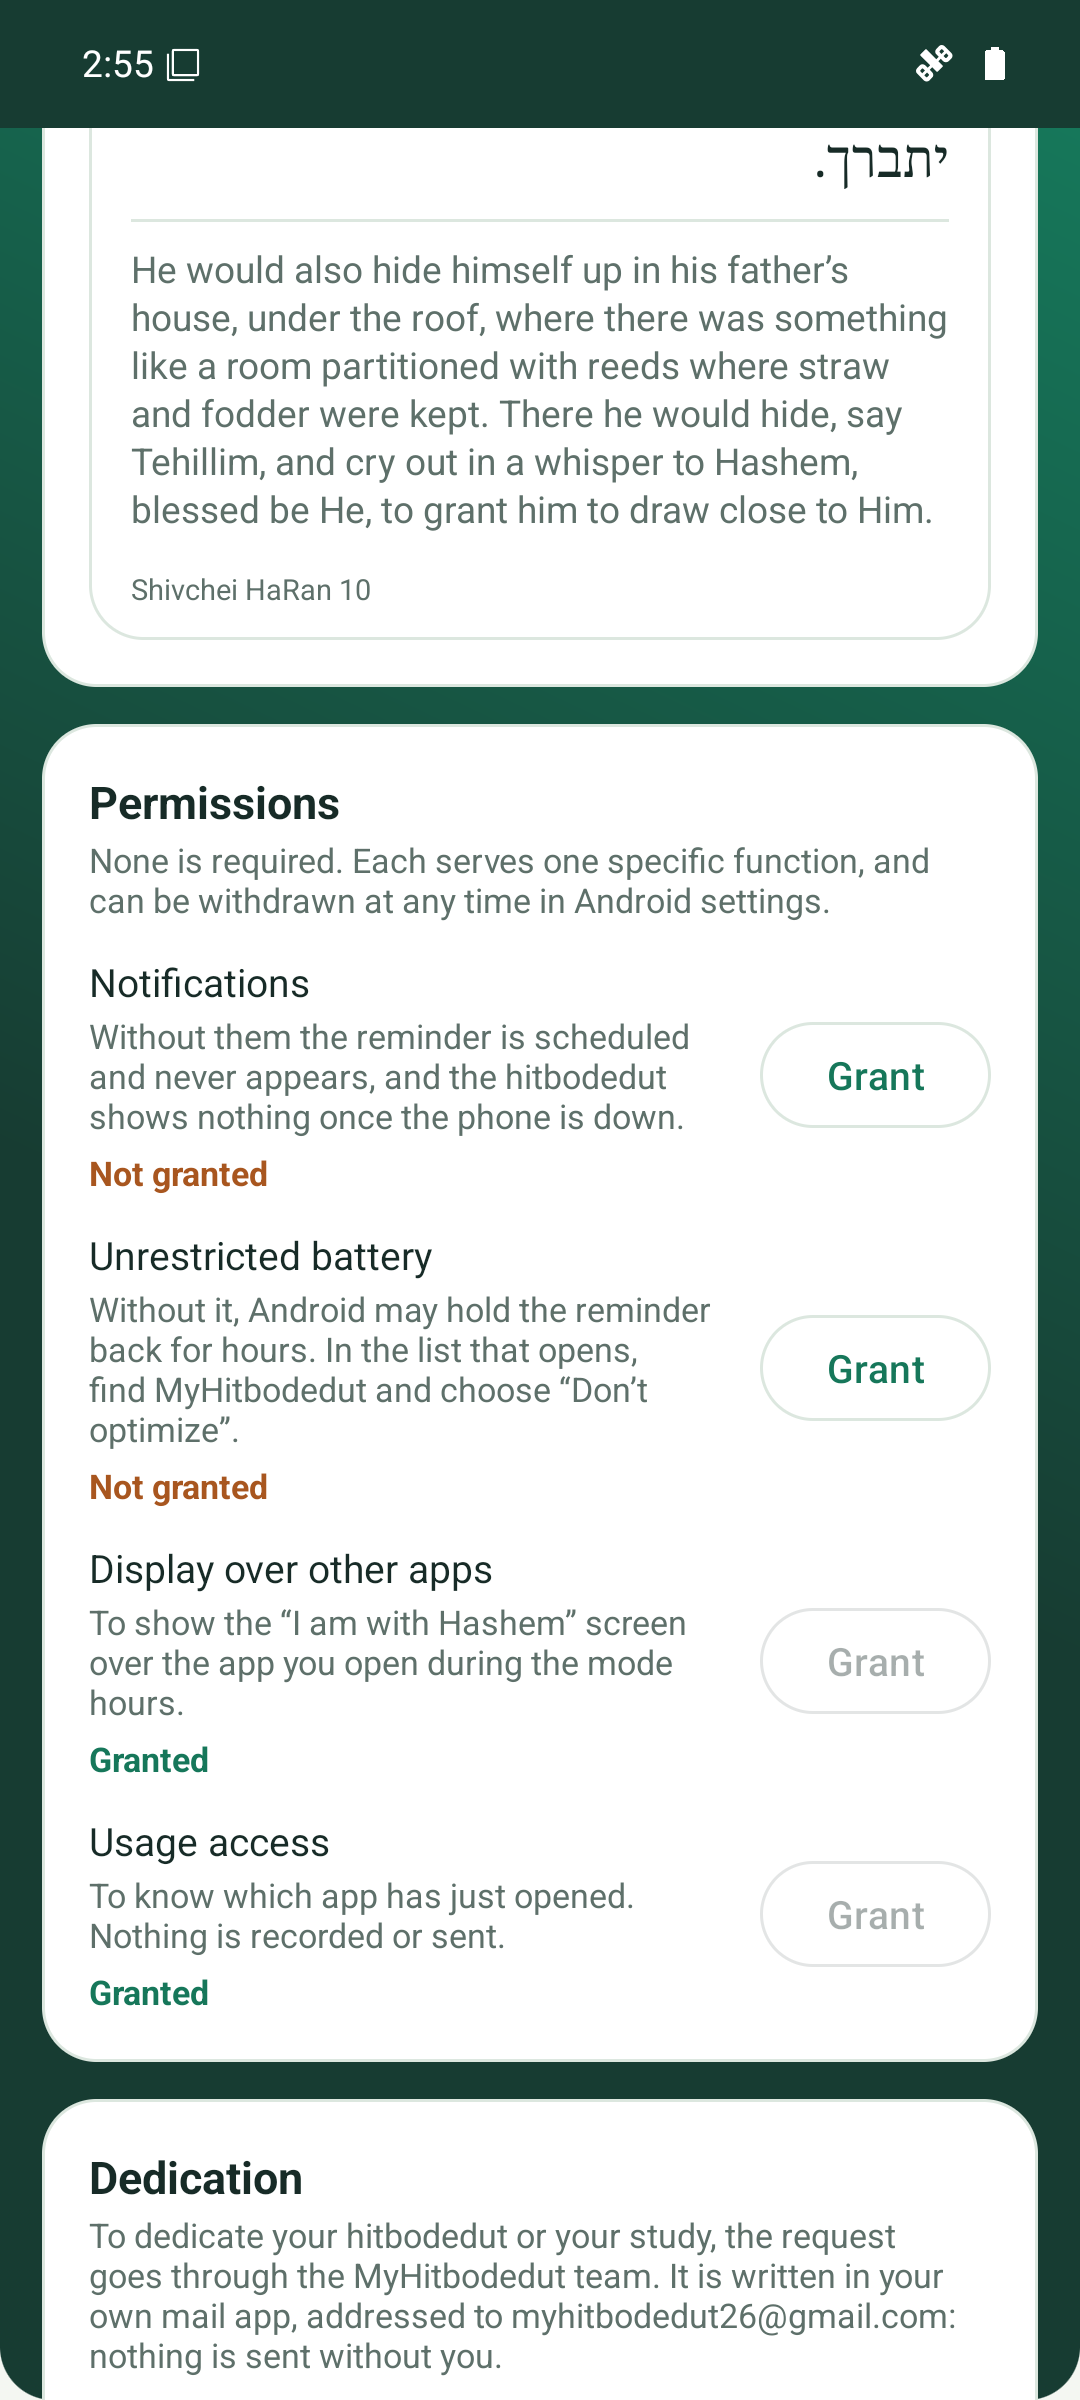 2:55
יתברך.
He would also hide himself up in his father’s
house, under the roof, where there was something
like a room partitioned with reeds where straw
and fodder were kept. There he would hide, say
Tehillim, and cry out in a whisper to Hashem,
blessed be He, to grant him to draw close to Him.
Shivchei HaRan 10
Permissions
None is required. Each serves one specific function, and
can be withdrawn at any time in Android settings.
Notifications
Without them the reminder is scheduled
and never appears, and the hitbodedut
shows nothing once the phone is down.
Not granted
Grant
Unrestricted battery
Without it, Android may hold the reminder
back for hours. In the list that opens,
find MyHitbodedut and choose “Don’t
optimize”.
Not granted
Grant
Display over other apps
To show the “I am with Hashem” screen
over the app you open during the mode
hours.
Granted
Grant
Usage access
To know which app has just opened.
Nothing is recorded or sent.
Granted
Grant
Dedication
To dedicate your hitbodedut or your study, the request
goes through the MyHitbodedut team. It is written in your
own mail app, addressed to myhitbodedut26@gmail.com:
nothing is sent without you.